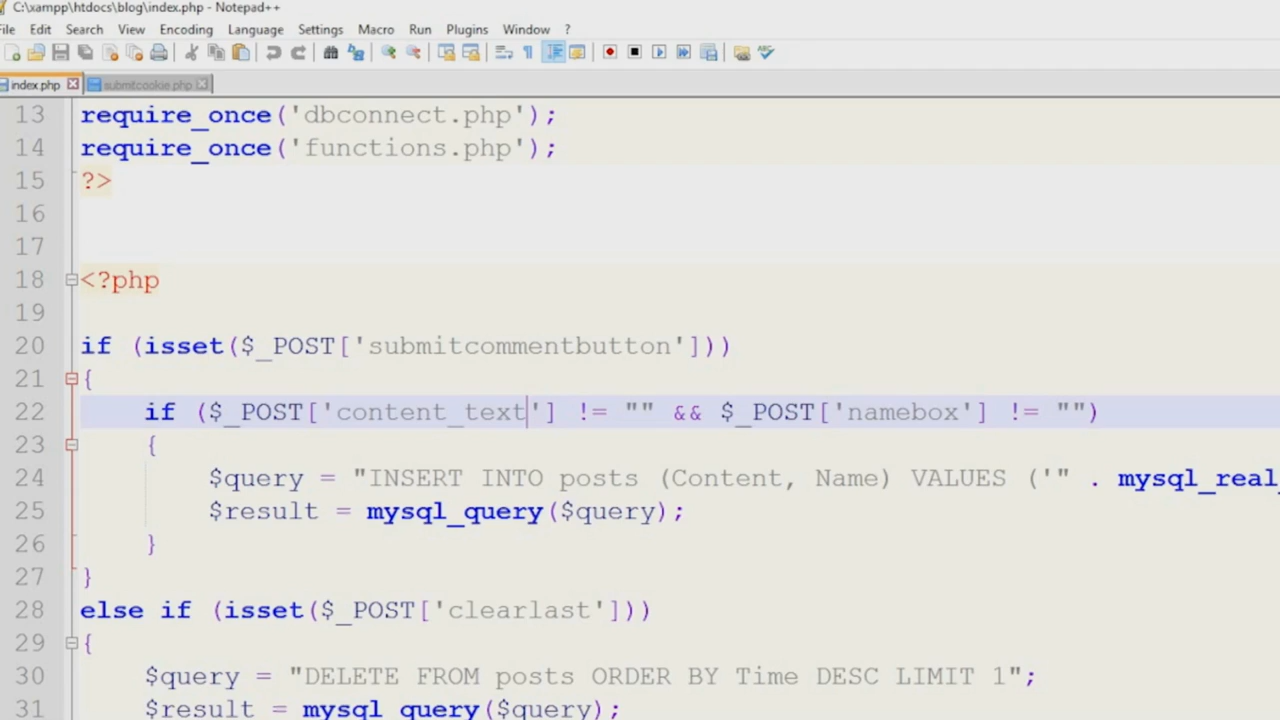 C:\xampp\htdocs\blog\index.php - Notepad++
File Edit Search View Encoding Language Settings Macro Run Plugins Window ?
index.php submitcookie.php
13 require_once('dbconnect.php');
14 require_once('functions.php');
15 ?>
16
17
18 <?php
19
20 if (isset($_POST['submitcommentbutton']))
21 {
22 if ($_POST['content_text'] != "" && $_POST['namebox'] != "")
23 {
24 $query = "INSERT INTO posts (Content, Name) VALUES ('" . mysql_real_
25 $result = mysql_query($query);
26 }
27 }
28 else if (isset($_POST['clearlast']))
29 {
30 $query = "DELETE FROM posts ORDER BY Time DESC LIMIT 1";
31 $result = mysql_query($query);